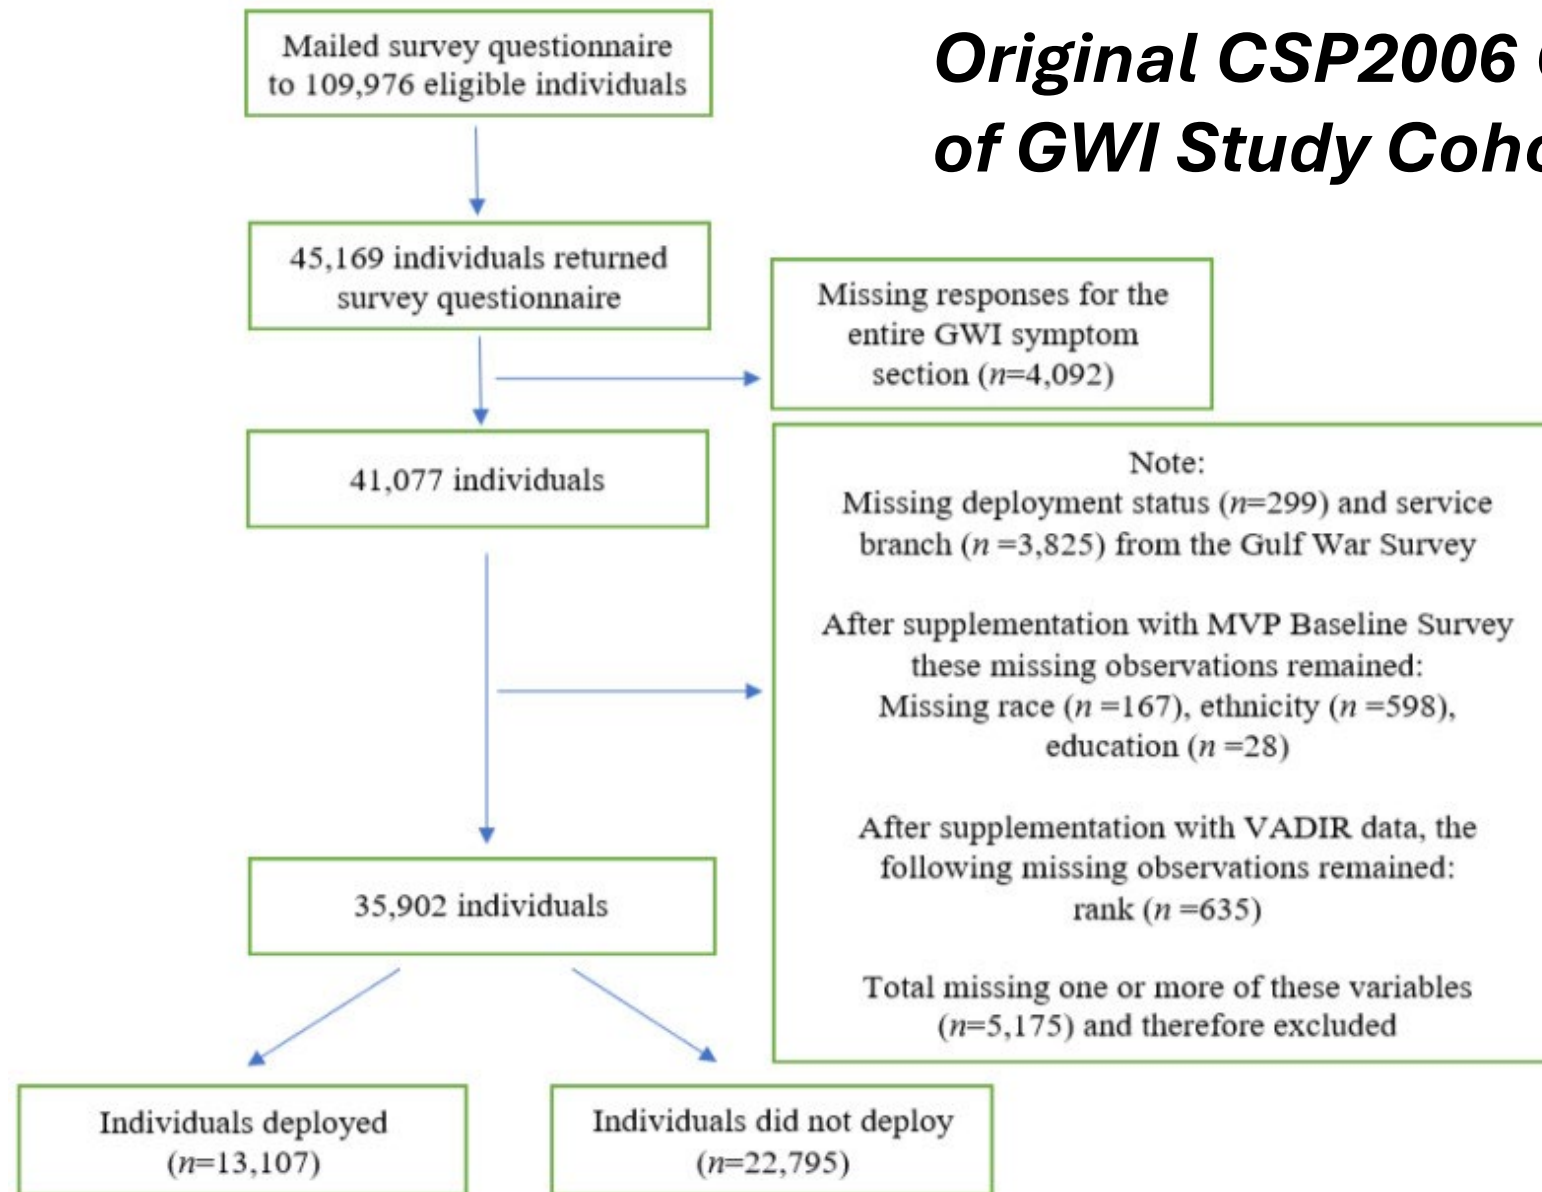 Original CSP2006
of GWI Study
Mailed survey questionnaire
to 109,976 eligible individuals
45,169 individuals returned
survey questionnaire
Missing responses for the
entire GWI symptom
section (n=4,092)
41,077 individuals
Note:
Missing deployment status (n=299) and service
branch (n =3,825) from the Gulf War Survey
After supplementation with MVP Baseline Survey
these missing observations remained:
Missing race (n =167), ethnicity (n =598),
education (n =28)
After supplementation with VADIR data, the
following missing observations remained:
rank (n =635)
Total missing one or more of these variables
(n=5,175) and therefore excluded
35,902 individuals
Individuals deployed
(n=13,107)
Individuals did not deploy
(n=22,795)